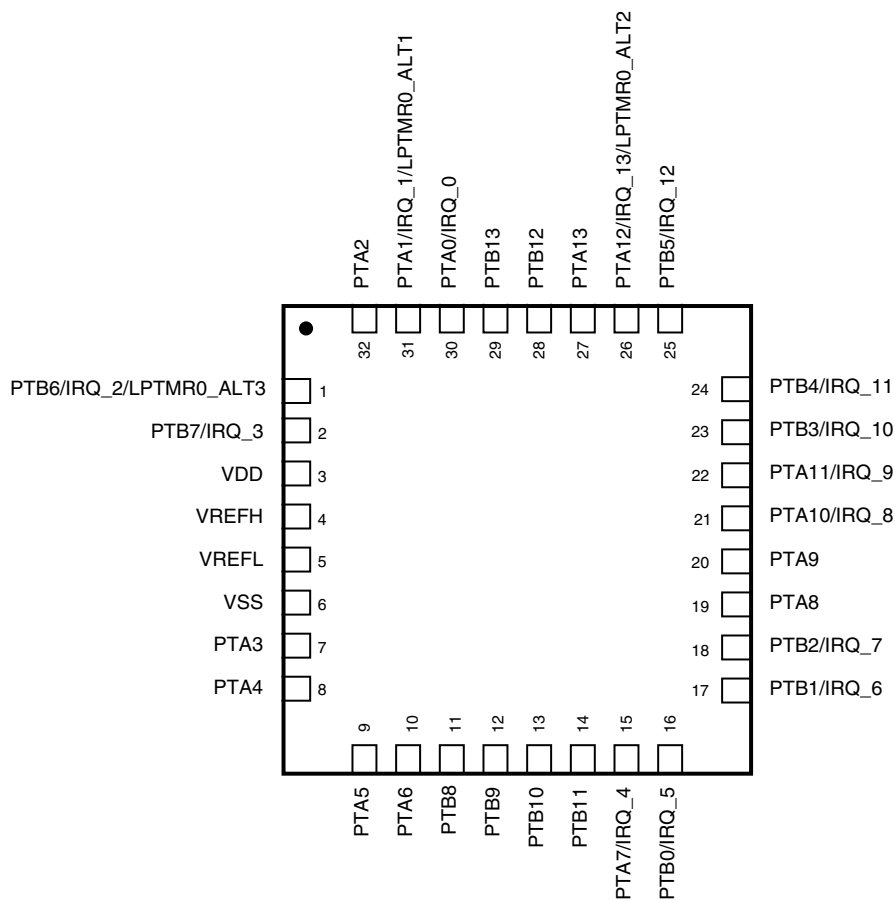 PTA2
PTA1/IRQ_1/LPTMR0_ALT1
PTA0/IRQ_0
PTB13
PTB12
PTA13
PTA12/IRQ_13/LPTMR0_ALT2
PTB5/IRQ_12
32
31
30
29
28
27
26
25
PTB6/IRQ_2/LPTMR0_ALT3
1
PTB7/IRQ_3
2
VDD
3
VREFH
4
VREFL
5
VSS
6
PTA3
7
PTA4
8
24
PTB4/IRQ_11
23
PTB3/IRQ_10
22
PTA11/IRQ_9
21
PTA10/IRQ_8
20
PTA9
19
PTA8
18
PTB2/IRQ_7
17
PTB1/IRQ_6
9
10
11
12
13
14
15
16
PTA5
PTA6
PTB8
PTB9
PTB10
PTB11
PTA7/IRQ_4
PTB0/IRQ_5